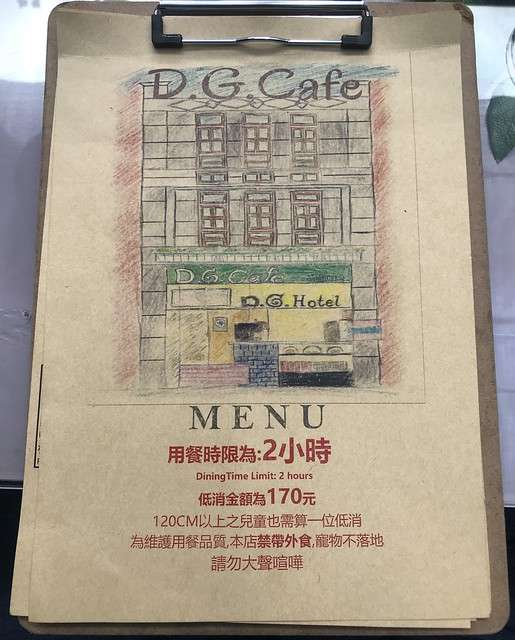 D.G.Cafe
D.G.Cafe
D.G.Hotel
MENU
用餐時限為:2小時
DiningTime Limit: 2 hours
低消金額為170元
120CM以上之兒童也需算一位低消
為維護用餐品質,本店禁帶外食,寵物不落地
請勿大聲喧嘩